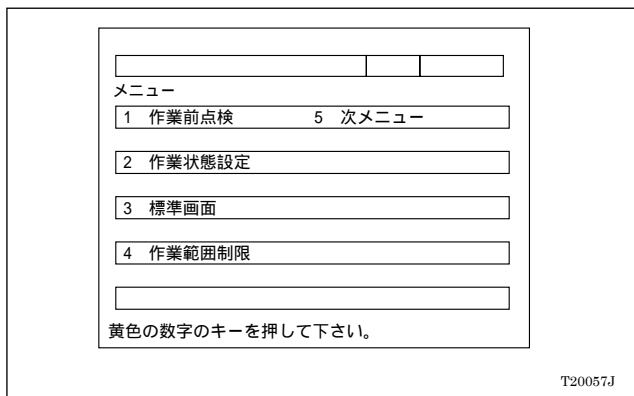 メニュー
1 作業前点検 5 次メニュー
2 作業状態設定
3 標準画面
4 作業範囲制限
黄色の数字のキーを押して下さい。
T20057J